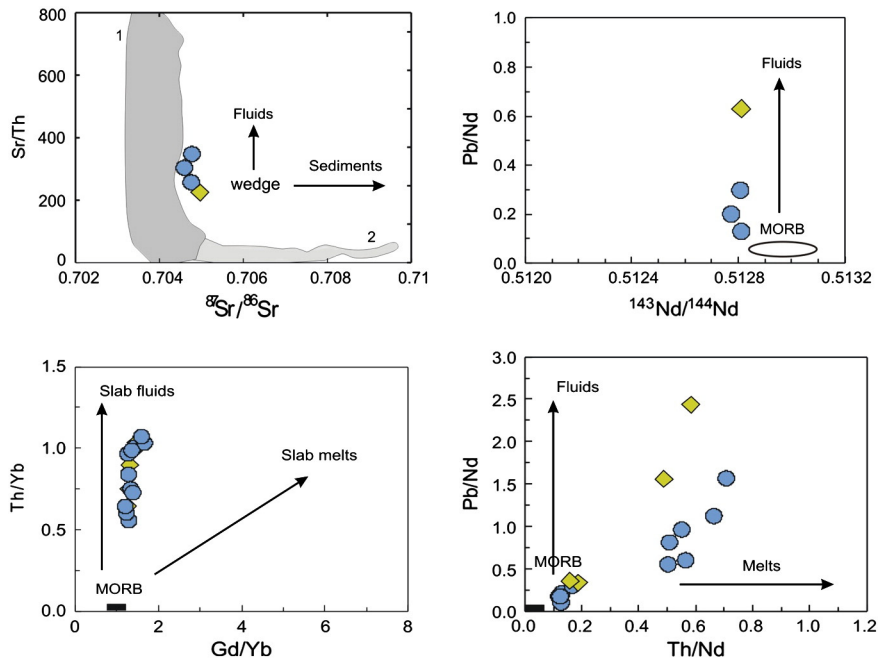 800
600
400
200
0
Sr/Th
1
2
Fluids
Sediments
wedge
0.702 0.704 0.706 0.708 0.71
87Sr/86Sr
1.0
0.8
0.6
0.4
0.2
0.0
Pb/Nd
Fluids
MORB
0.5120 0.5124 0.5128 0.5132
143Nd/144Nd
1.5
1.0
0.5
0.0
Th/Yb
Slab fluids
Slab melts
MORB
0 2 4 6 8
Gd/Yb
3.0
2.5
2.0
1.5
1.0
0.5
0.0
Pb/Nd
Fluids
MORB
Melts
0.0 0.2 0.4 0.6 0.8 1.0 1.2
Th/Nd